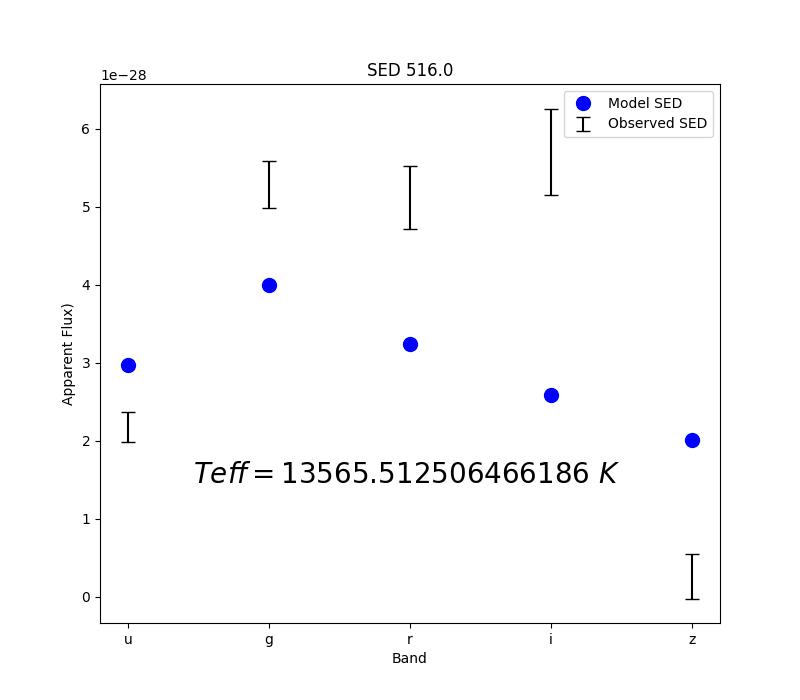 SED 516.0
1e−28
Model SED
Observed SED
6
5
4
3
2
1
0
Apparent Flux)
Teff = 13565.512506466186 K
u g r i z
Band